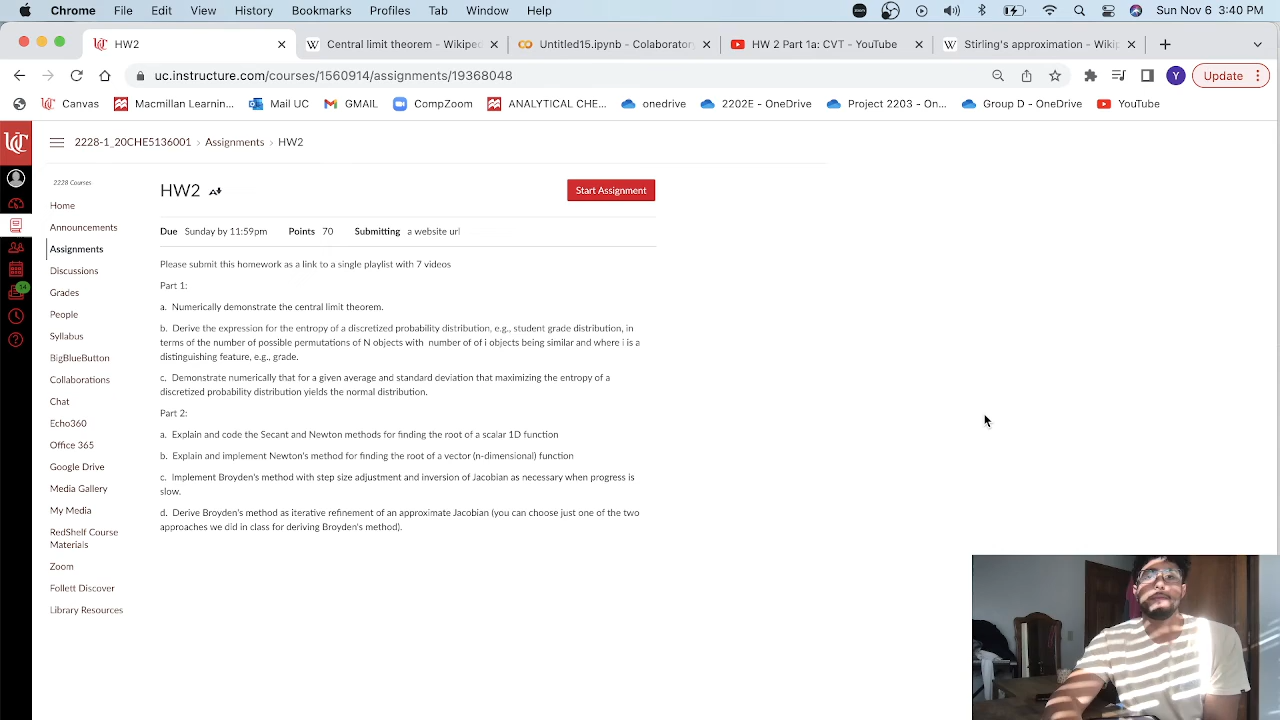 Chrome File Edit View History Bookmarks Profiles Tab Window Help Sun Nov 6 3:40 PM
HW2 Central limit theorem - Wikiped Untitled15.ipynb - Colaboratory HW 2 Part 1a: CVT - YouTube Stirling's approximation - Wikip
uc.instructure.com/courses/1560914/assignments/19368048 Y Update
Canvas Macmillan Learnin... Mail UC GMAIL CompZoom ANALYTICAL CHE... onedrive 2202E - OneDrive Project 2203 - On... Group D - OneDrive YouTube
2228-1_20CHE5136001 › Assignments › HW2
2228 Courses
Home
Announcements
Assignments
Discussions
Grades
14
People
Syllabus
BigBlueButton
Collaborations
Chat
Echo360
Office 365
Google Drive
Media Gallery
My Media
RedShelf Course
Materials
Zoom
Follett Discover
Library Resources
HW2
Start Assignment
Due Sunday by 11:59pm Points 70 Submitting a website url
Please submit this homework as a link to a single playlist with 7 videos
Part 1:
a. Numerically demonstrate the central limit theorem.
b. Derive the expression for the entropy of a discretized probability distribution, e.g., student grade distribution, in
terms of the number of possible permutations of N objects with number of of i objects being similar and where i is a
distinguishing feature, e.g., grade.
c. Demonstrate numerically that for a given average and standard deviation that maximizing the entropy of a
discretized probability distribution yields the normal distribution.
Part 2:
a. Explain and code the Secant and Newton methods for finding the root of a scalar 1D function
b. Explain and implement Newton's method for finding the root of a vector (n-dimensional) function
c. Implement Broyden's method with step size adjustment and inversion of Jacobian as necessary when progress is
slow.
d. Derive Broyden's method as iterative refinement of an approximate Jacobian (you can choose just one of the two
approaches we did in class for deriving Broyden's method).